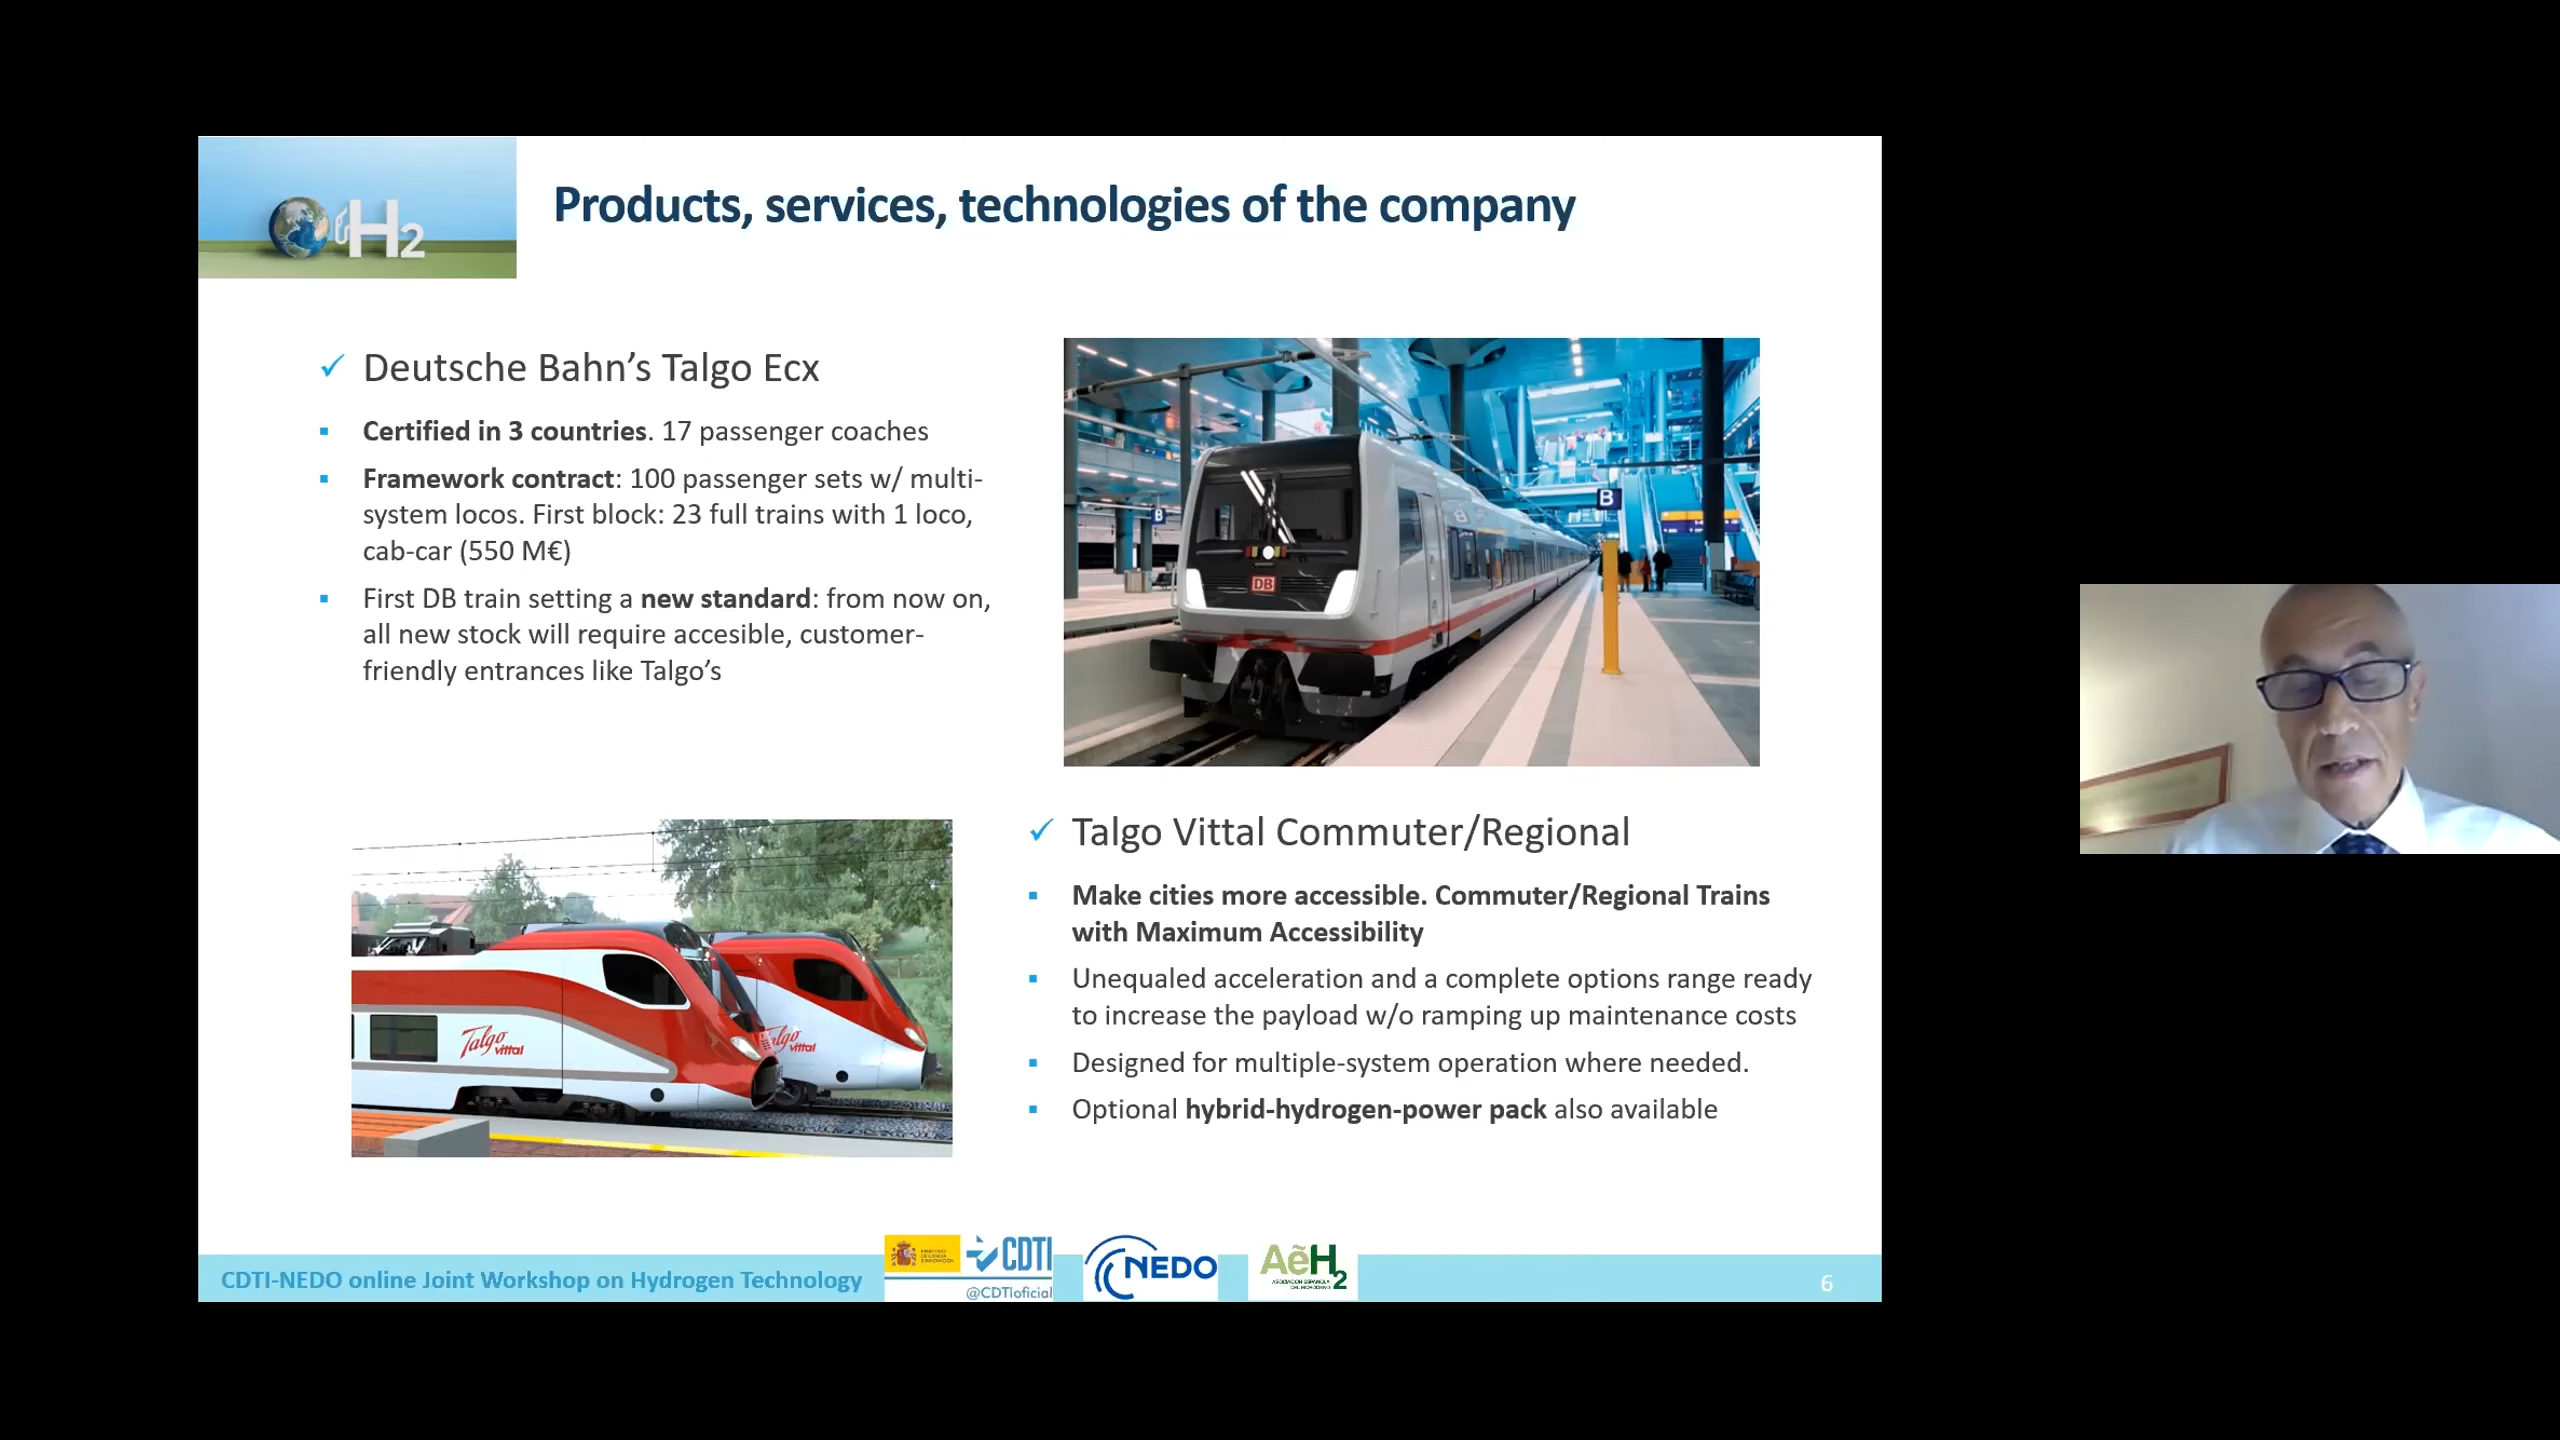 H2
Products, services, technologies of the company
✓ Deutsche Bahn’s Talgo Ecx
▪ Certified in 3 countries. 17 passenger coaches
▪ Framework contract: 100 passenger sets w/ multi-
system locos. First block: 23 full trains with 1 loco,
cab-car (550 M€)
▪ First DB train setting a new standard: from now on,
all new stock will require accesible, customer-
friendly entrances like Talgo’s
B
B
DB
Talgo
vittal
Talgo
vittal
✓ Talgo Vittal Commuter/Regional
▪ Make cities more accessible. Commuter/Regional Trains
with Maximum Accessibility
▪ Unequaled acceleration and a complete options range ready
to increase the payload w/o ramping up maintenance costs
▪ Designed for multiple-system operation where needed.
▪ Optional hybrid-hydrogen-power pack also available
CDTI-NEDO online Joint Workshop on Hydrogen Technology
CDTI
@CDTIoficial
NEDO
AeH2
6